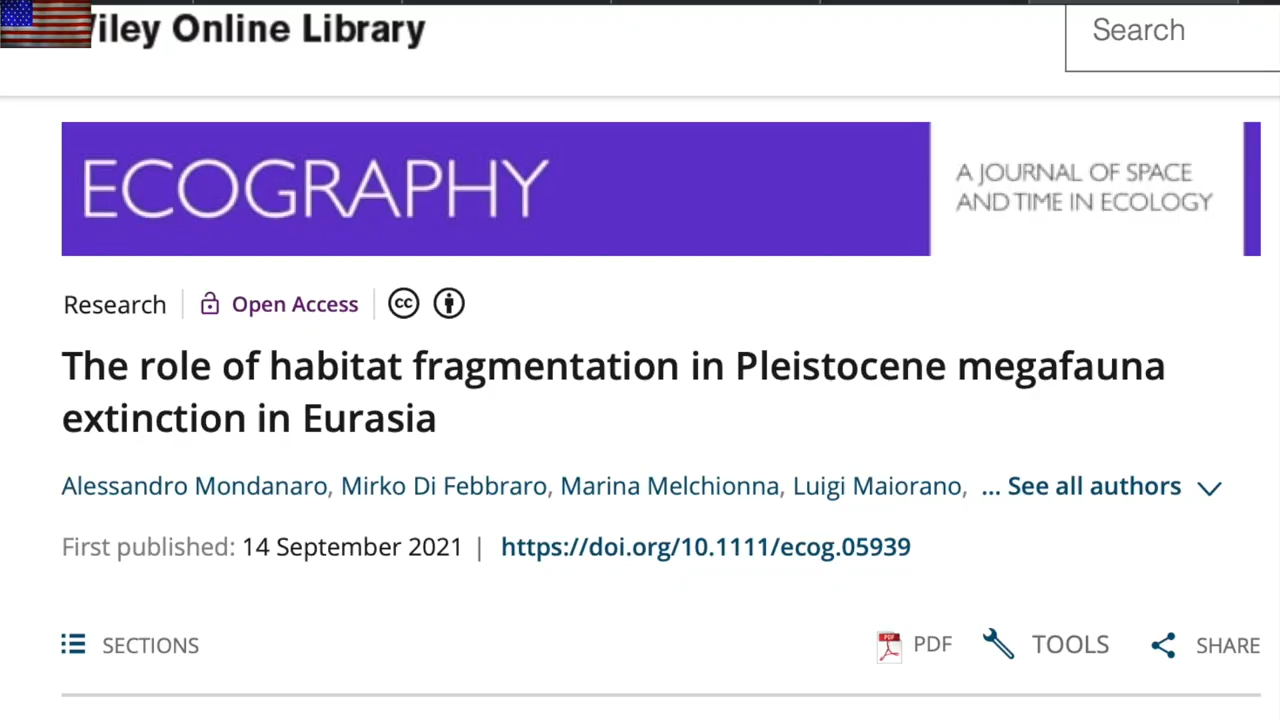 iley Online Library
Search
ECOGRAPHY
A JOURNAL OF SPACE
AND TIME IN ECOLOGY
Research
Open Access
cc
The role of habitat fragmentation in Pleistocene megafauna
extinction in Eurasia
Alessandro Mondanaro, Mirko Di Febbraro, Marina Melchionna, Luigi Maiorano, ... See all authors
First published: 14 September 2021 | https://doi.org/10.1111/ecog.05939
SECTIONS
PDF
PDF
TOOLS
SHARE